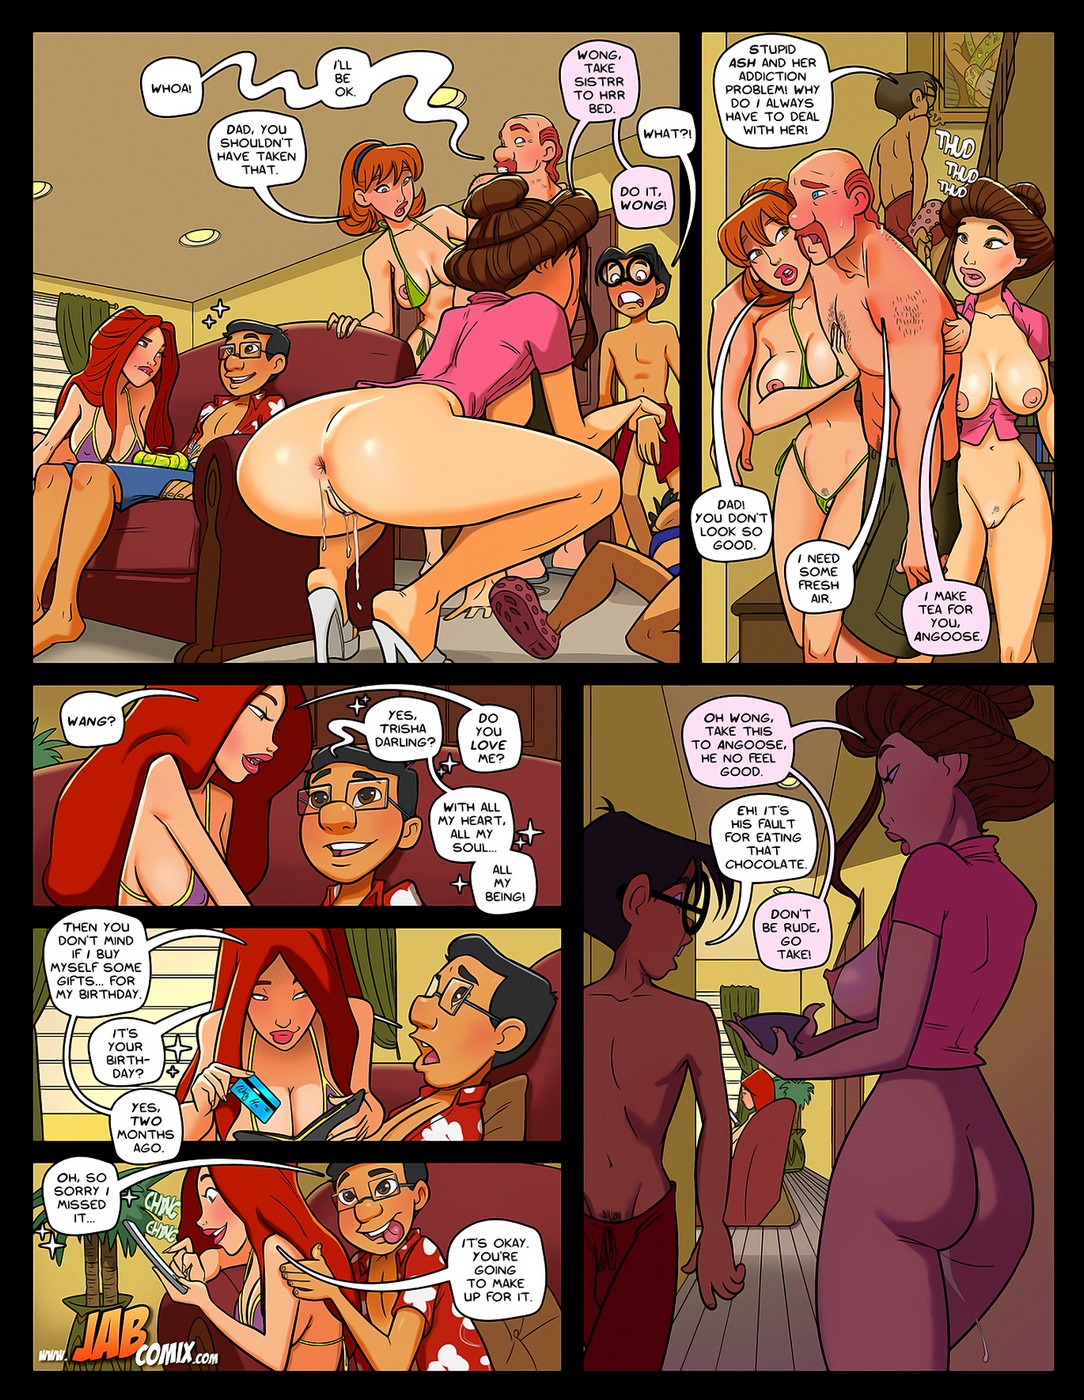 WHOA!
I'LL
BE
OK.
DAD, YOU
SHOULDN'T
HAVE TAKEN
THAT.
WONG,
TAKE
SISTRR
TO HRR
BED.
DO IT,
WONG!
WHAT?!
STUPID
ASH AND HER
ADDICTION
PROBLEM! WHY
DO I ALWAYS
HAVE TO DEAL
WITH HER!
THUD
THUD
THUD
DAD!
YOU DON'T
LOOK SO
GOOD.
I NEED
SOME
FRESH
AIR.
I MAKE
TEA FOR
YOU,
ANGOOSE.
WANG?
DO
YOU
LOVE
ME?
YES,
TRISHA
DARLING?
WITH ALL
MY HEART,
ALL MY
SOUL...
ALL
MY
BEING!
THEN YOU
DON'T MIND
IF I BUY
MYSELF SOME
GIFTS... FOR
MY BIRTHDAY.
IT'S
YOUR
BIRTH-
DAY?
YES,
TWO
MONTHS
AGO.
OH, SO
SORRY I
MISSED
IT...
CHING
CHING
IT'S OKAY.
YOU'RE
GOING
TO MAKE
UP FOR IT.
www.JABCOMIX.com
OH WONG,
TAKE THIS
TO ANGOOSE,
HE NO FEEL
GOOD.
EH! IT'S
HIS FAULT
FOR EATING
THAT
CHOCOLATE.
DON'T
BE RUDE,
GO
TAKE!